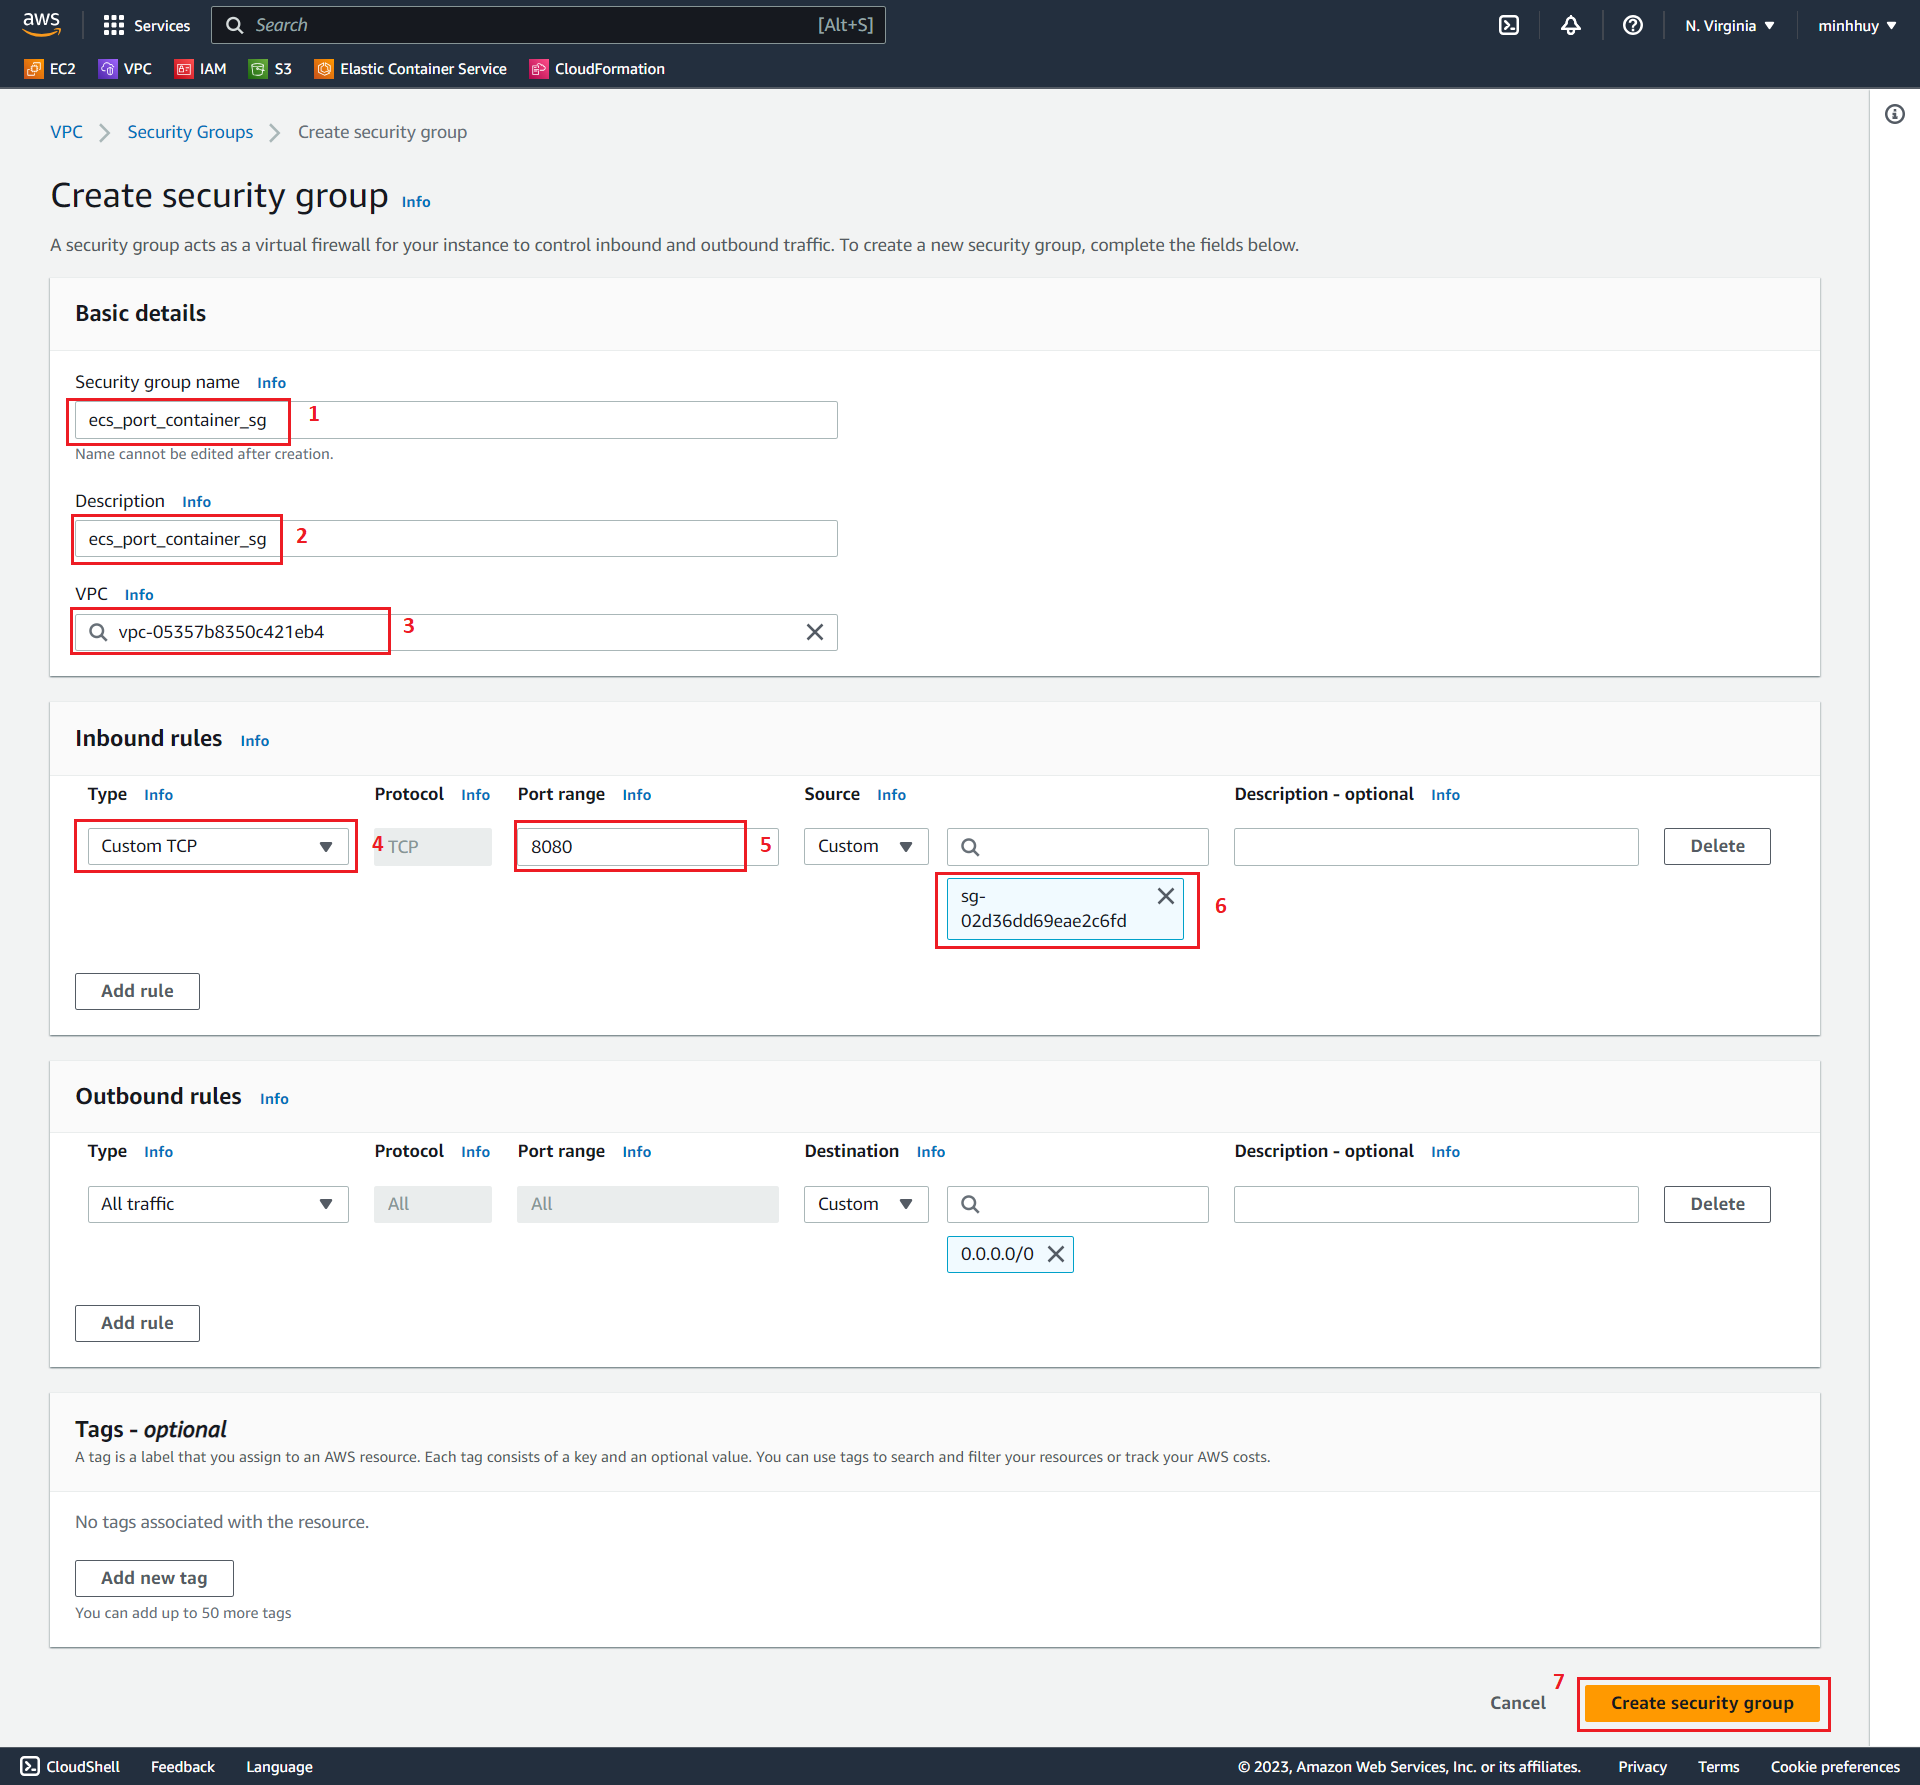 aws Services Search [Alt+S] N. Virginia minhhuy
EC2 VPC IAM S3 Elastic Container Service CloudFormation
VPC Security Groups Create security group
Create security group Info
A security group acts as a virtual firewall for your instance to control inbound and outbound traffic. To create a new security group, complete the fields below.
Basic details
Security group name Info
ecs_port_container_sg 1
Name cannot be edited after creation.
Description Info
ecs_port_container_sg 2
VPC Info
vpc-05357b8350c421eb4 3
Inbound rules Info
Type Info Protocol Info Port range Info Source Info Description - optional Info
Custom TCP 4 TCP 8080 5 Custom Delete
sg-
02d36dd69eae2c6fd 6
Add rule
Outbound rules Info
Type Info Protocol Info Port range Info Destination Info Description - optional Info
All traffic All All Custom Delete
0.0.0.0/0
Add rule
Tags - optional
A tag is a label that you assign to an AWS resource. Each tag consists of a key and an optional value. You can use tags to search and filter your resources or track your AWS costs.
No tags associated with the resource.
Add new tag
You can add up to 50 more tags
Cancel 7 Create security group
CloudShell Feedback Language © 2023, Amazon Web Services, Inc. or its affiliates. Privacy Terms Cookie preferences